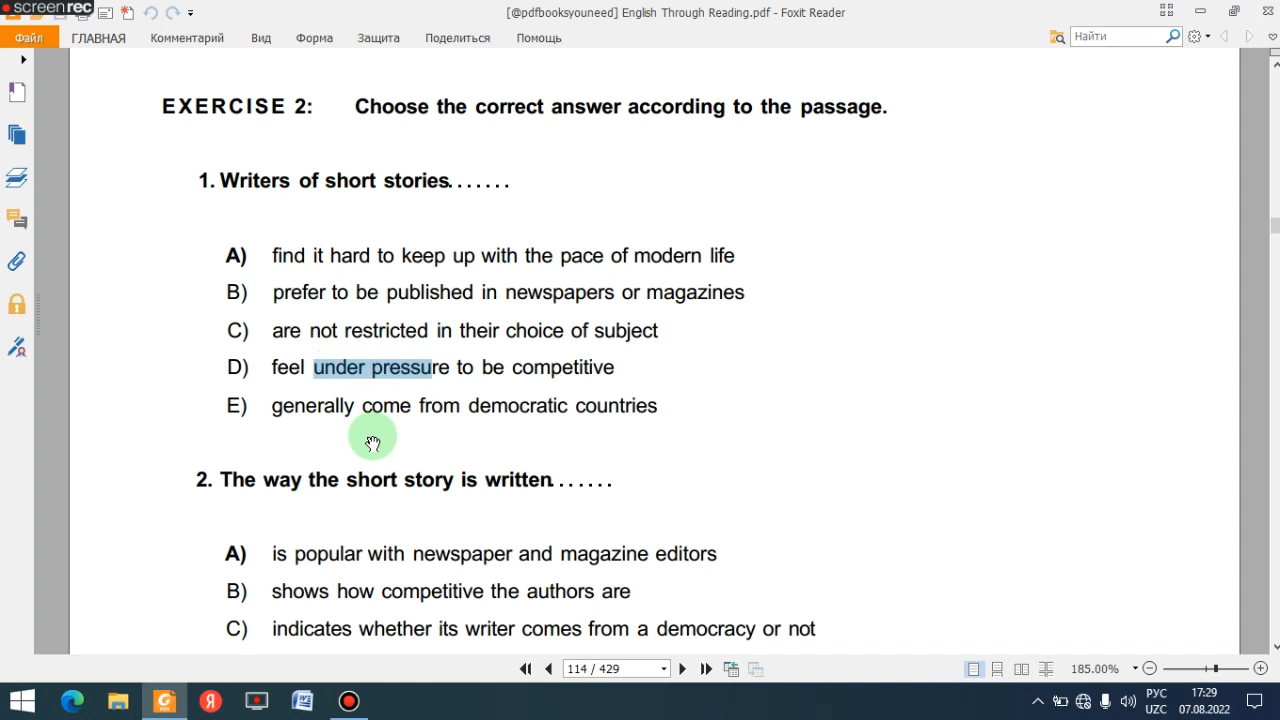 screenrec
[@pdfbooksyouneed] English Through Reading.pdf - Foxit Reader
Файл ГЛАВНАЯ Комментарий Вид Форма Защита Поделиться Помощь
Найти
EXERCISE 2: Choose the correct answer according to the passage.
1. Writers of short stories.......
A) find it hard to keep up with the pace of modern life
B) prefer to be published in newspapers or magazines
C) are not restricted in their choice of subject
D) feel under pressure to be competitive
E) generally come from democratic countries
2. The way the short story is written.......
A) is popular with newspaper and magazine editors
B) shows how competitive the authors are
C) indicates whether its writer comes from a democracy or not
114 / 429
185.00%
РУС 17:29
UZC 07.08.2022